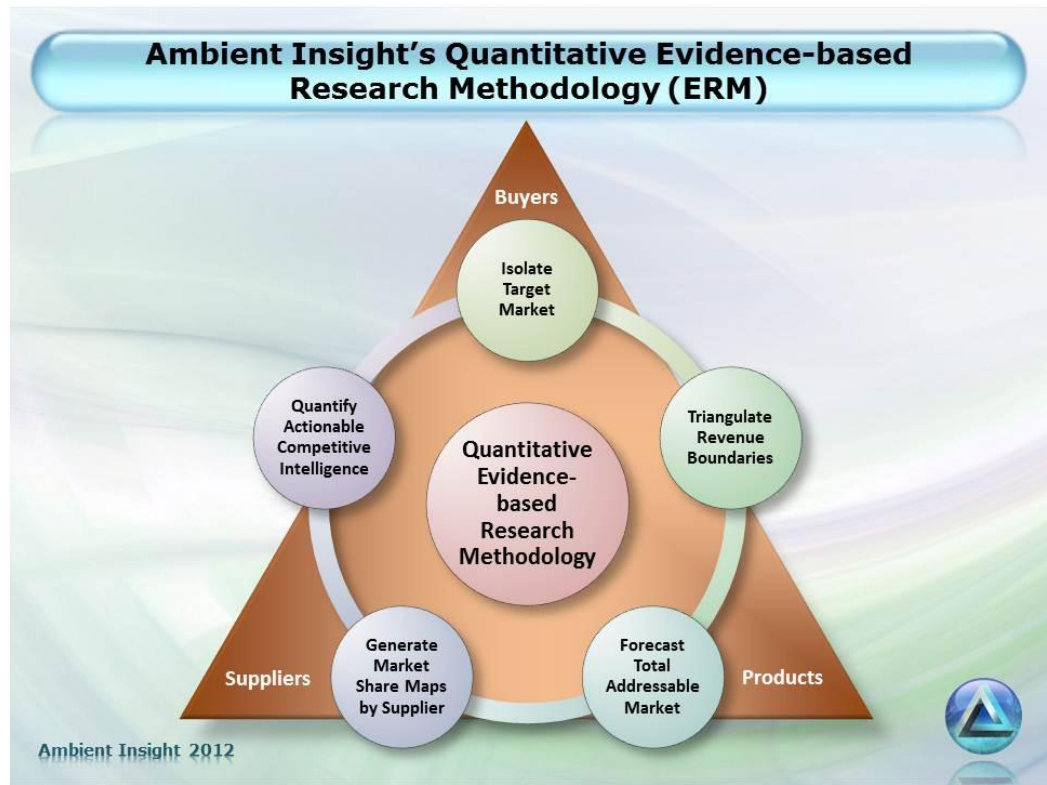 Ambient Insight’s Quantitative Evidence-based
Research Methodology (ERM)
Buyers
Isolate
Target
Market
Quantify
Actionable
Competitive
Intelligence
Triangulate
Revenue
Boundaries
Quantitative
Evidence-
based
Research
Methodology
Generate
Market
Share Maps
by Supplier
Forecast
Total
Addressable
Market
Suppliers
Products
Ambient Insight 2012